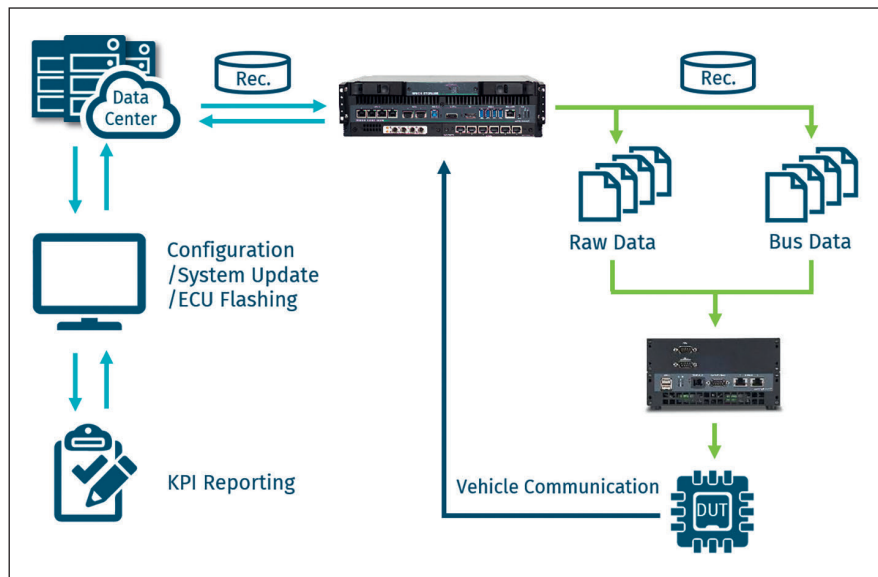 Data
Center
Rec.
Rec.
Raw Data
Bus Data
Configuration
/System Update
/ECU Flashing
KPI Reporting
Vehicle Communication
DUT